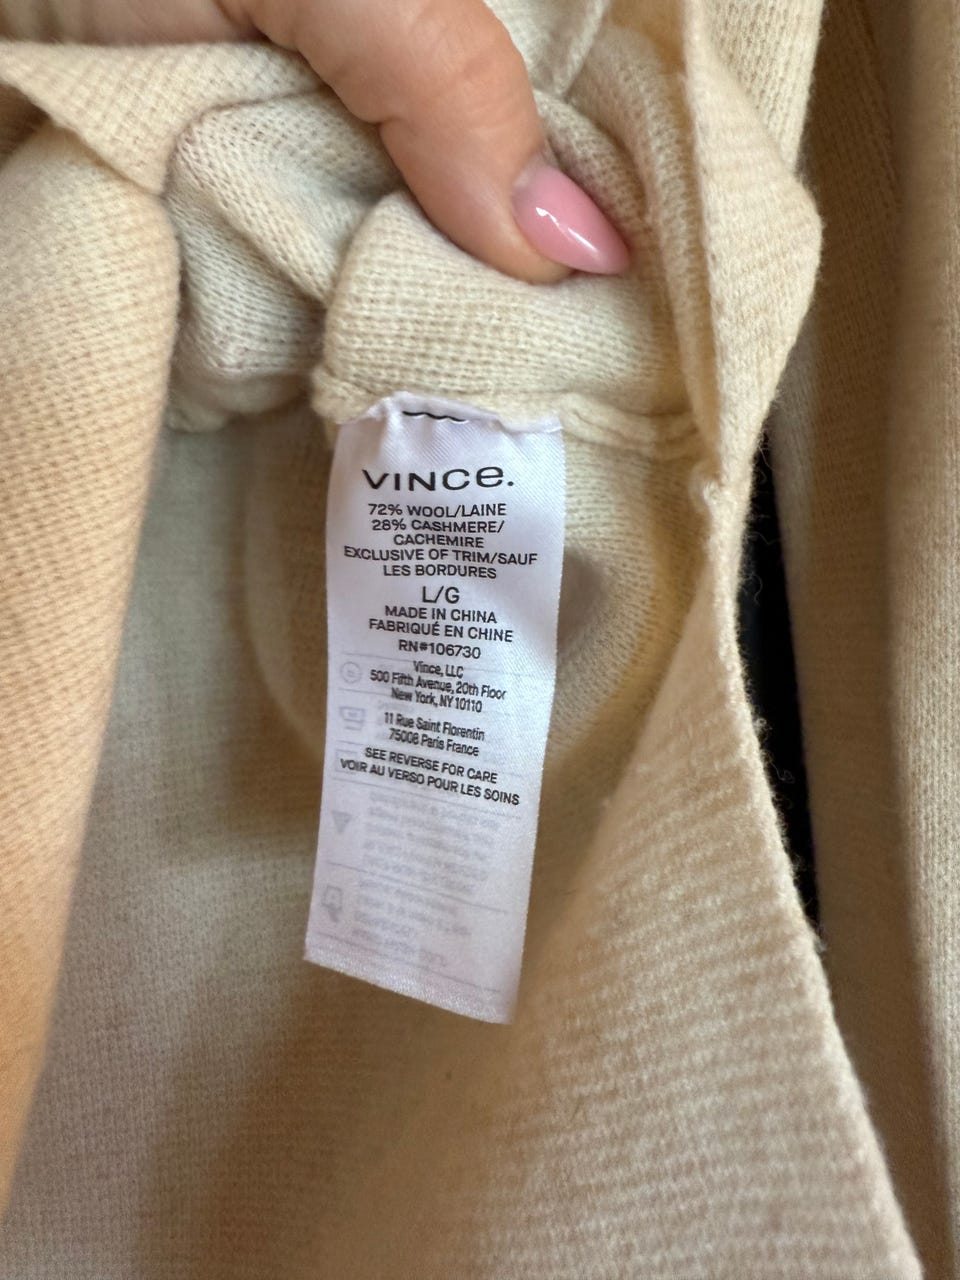 VINCE.
72% WOOL/LAINE
28% CASHMERE/
CACHEMIRE
EXCLUSIVE OF TRIM/SAUF
LES BORDURES
L/G
MADE IN CHINA
FABRIQUÉ EN CHINE
RN#106730
Vince, LLC
500 Fifth Avenue, 20th Floor
New York, NY 10110
11 Rue Saint Florentin
75008 Paris France
SEE REVERSE FOR CARE
VOIR AU VERSO POUR LES SOINS